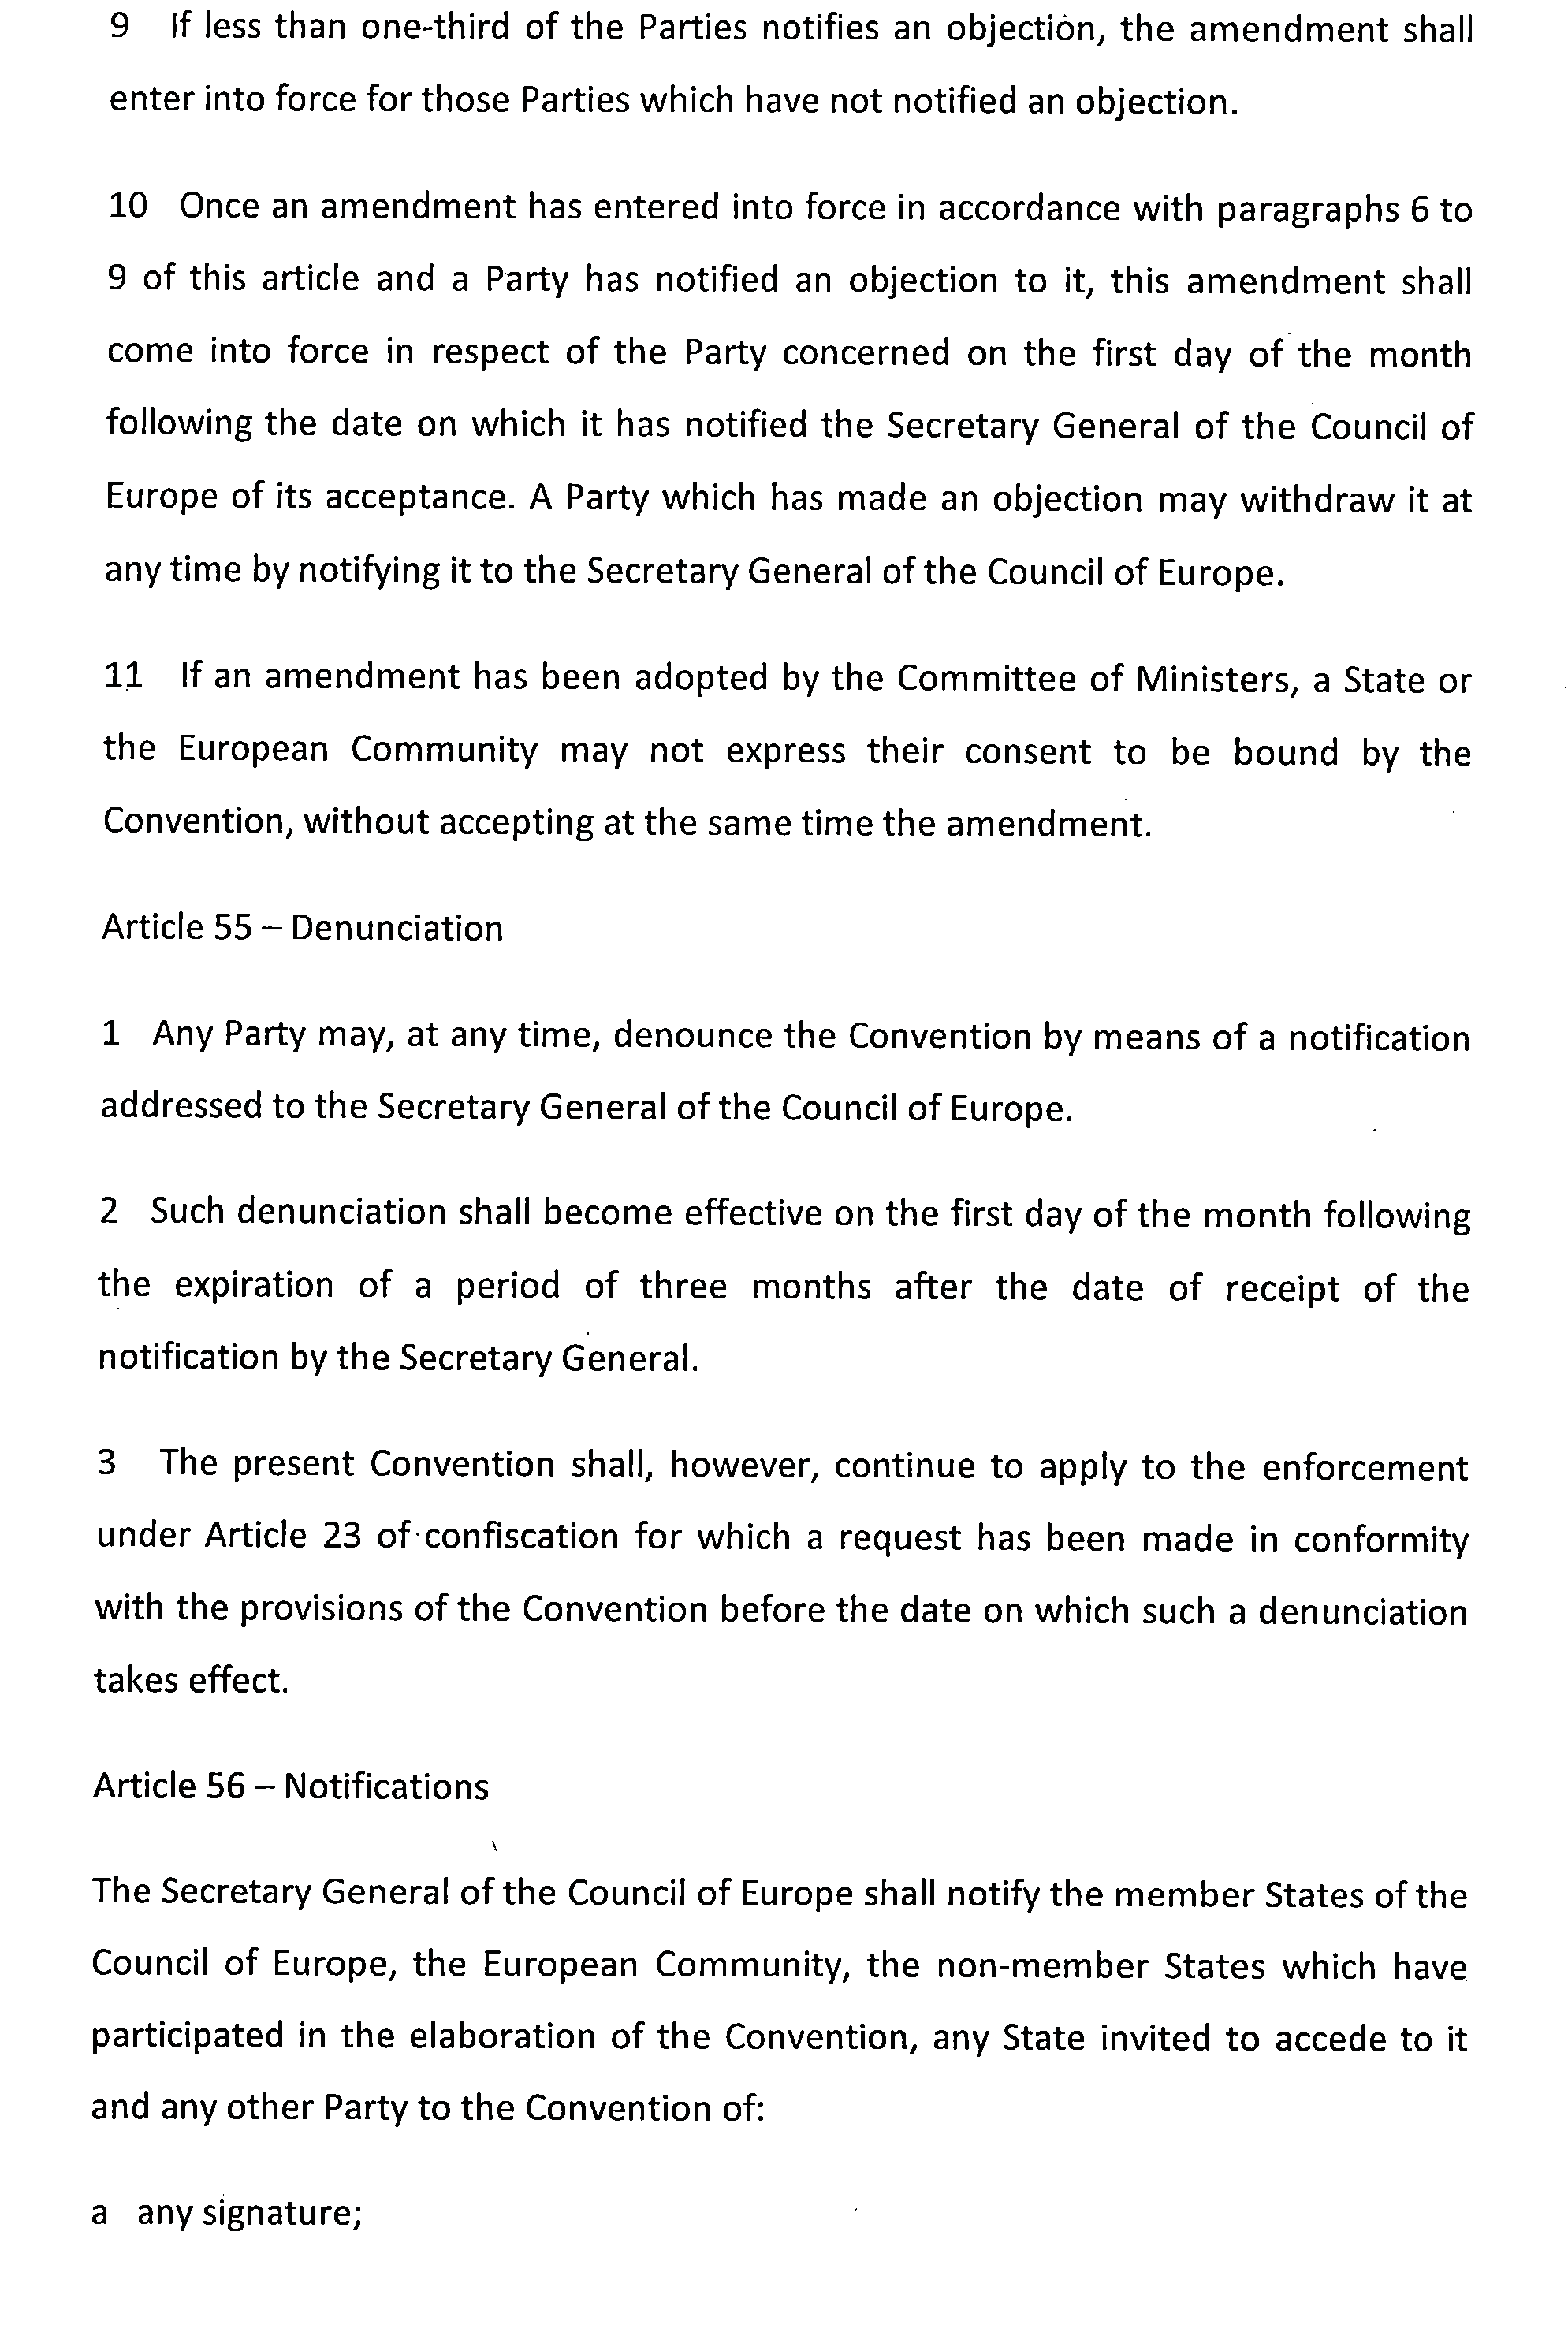 9 If less than one-third of the Parties notifies an objection, the amendment shall
enter into force for those Parties which have not notified an objection.
10 Once an amendment has entered into force in accordance with paragraphs 6 to
9 of this article and a Party has notified an objection to it, this amendment shall
come into force in respect of the Party concerned on the first day of the month
following the date on which it has notified the Secretary General of the Council of
Europe of its acceptance. A Party which has made an objection may withdraw it at
any time by notifying it to the Secretary General of the Council of Europe.
11 If an amendment has been adopted by the Committee of Ministers, a State or
the European Community may not express their consent to be bound by the
Convention, without accepting at the same time the amendment.
Article 55 – Denunciation
1 Any Party may, at any time, denounce the Convention by means of a notification
addressed to the Secretary General of the Council of Europe.
2 Such denunciation shall become effective on the first day of the month following
the expiration of a period of three months after the date of receipt of the
notification by the Secretary General.
3 The present Convention shall, however, continue to apply to the enforcement
under Article 23 of confiscation for which a request has been made in conformity
with the provisions of the Convention before the date on which such a denunciation
takes effect.
Article 56 – Notifications
The Secretary General of the Council of Europe shall notify the member States of the
Council of Europe, the European Community, the non-member States which have
participated in the elaboration of the Convention, any State invited to accede to it
and any other Party to the Convention of:
a any signature;